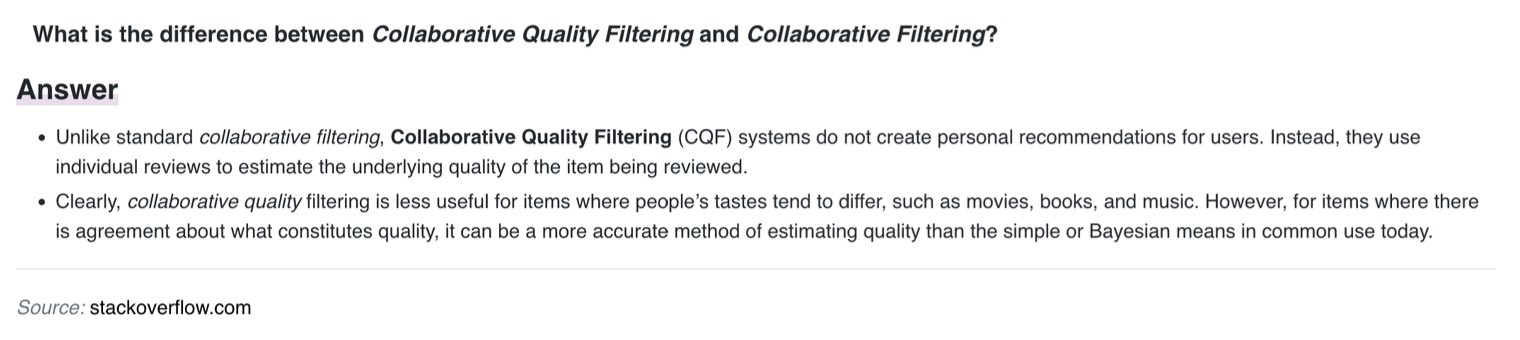 What is the difference between Collaborative Quality Filtering and Collaborative Filtering?
Answer
• Unlike standard collaborative filtering, Collaborative Quality Filtering (CQF) systems do not create personal recommendations for users. Instead, they use
individual reviews to estimate the underlying quality of the item being reviewed.
• Clearly, collaborative quality filtering is less useful for items where people’s tastes tend to differ, such as movies, books, and music. However, for items where there
is agreement about what constitutes quality, it can be a more accurate method of estimating quality than the simple or Bayesian means in common use today.
Source: stackoverflow.com